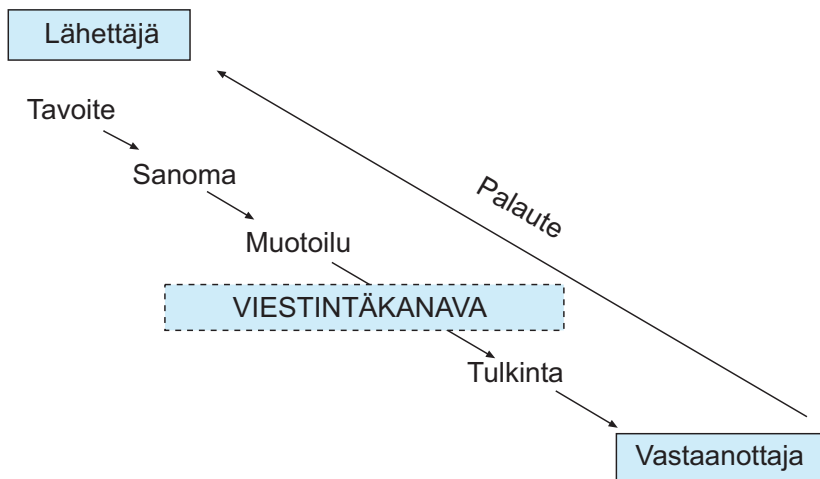 Lähettäjä
Tavoite
Sanoma
Palaute
Muotoilu
VIESTINTÄKANAVA
Tulkinta
Vastaanottaja